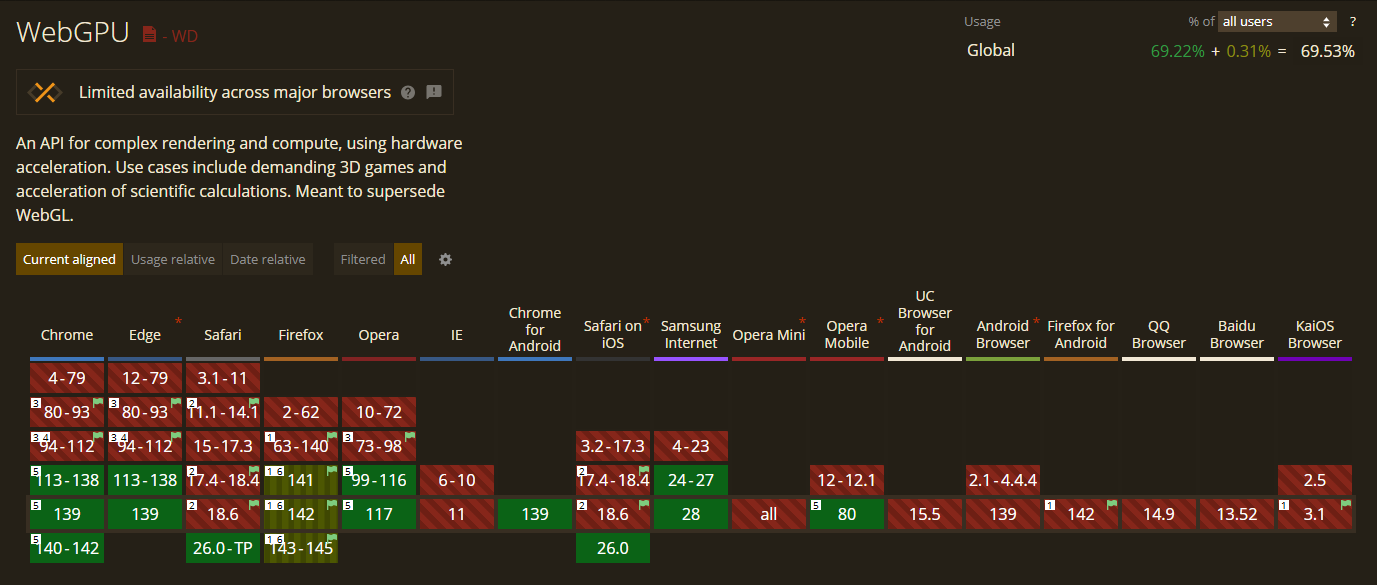 WebGPU - WD
Usage % of all users ?
Global 69.22% + 0.31% = 69.53%
Limited availability across major browsers
An API for complex rendering and compute, using hardware
acceleration. Use cases include demanding 3D games and
acceleration of scientific calculations. Meant to supersede
WebGL.
Current aligned Usage relative Date relative Filtered All
Chrome
Edge *
Safari
Firefox
Opera
IE
Chrome
for
Android
Safari on *
iOS
Samsung
Internet
Opera Mini *
Opera *
Mobile
UC
Browser
for
Android
Android *
Browser
Firefox for
Android
QQ
Browser
Baidu
Browser
KaiOS
Browser
4-79 12-79 3.1-11
3 80-93 3 80-93 2 11.1-14.1 2-62 10-72
3 4 94-112 3 4 94-112 15-17.3 1 63-140 3 73-98 3.2-17.3 4-23
5 113-138 113-138 2 17.4-18.4 1 6 141 5 99-116 6-10 2 17.4-18.4 24-27 12-12.1 2.1-4.4.4 2.5
5 139 139 2 18.6 1 6 142 5 117 11 139 2 18.6 28 all 5 80 15.5 139 1 142 14.9 13.52 1 3.1
5 140-142 26.0-TP 1 6 143-145 26.0